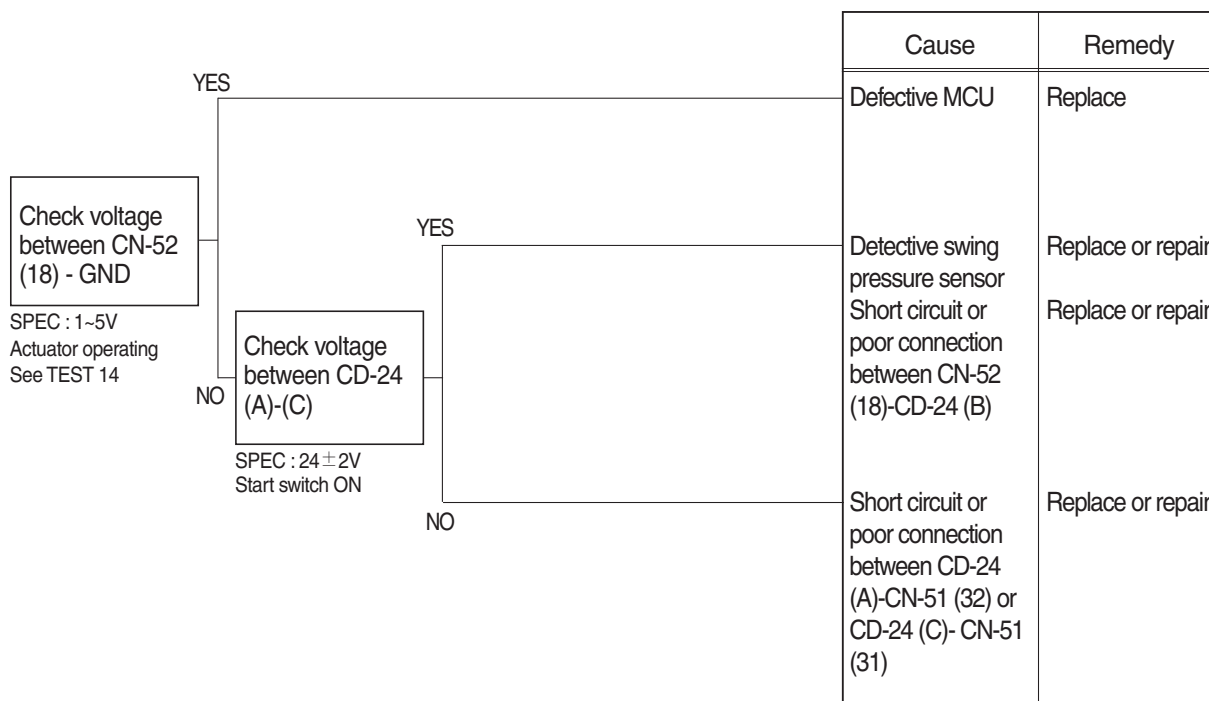 Cause
Remedy
YES
Defective MCU
Replace
Check voltage
between CN-52
(18) - GND
SPEC : 1~5V
Actuator operating
See TEST 14
NO
YES
Detective swing
pressure sensor
Replace or repair
Short circuit or
poor connection
between CN-52
(18)-CD-24 (B)
Replace or repair
Check voltage
between CD-24
(A)-(C)
SPEC : 24±2V
Start switch ON
NO
Short circuit or
poor connection
between CD-24
(A)-CN-51 (32) or
CD-24 (C)- CN-51
(31)
Replace or repair